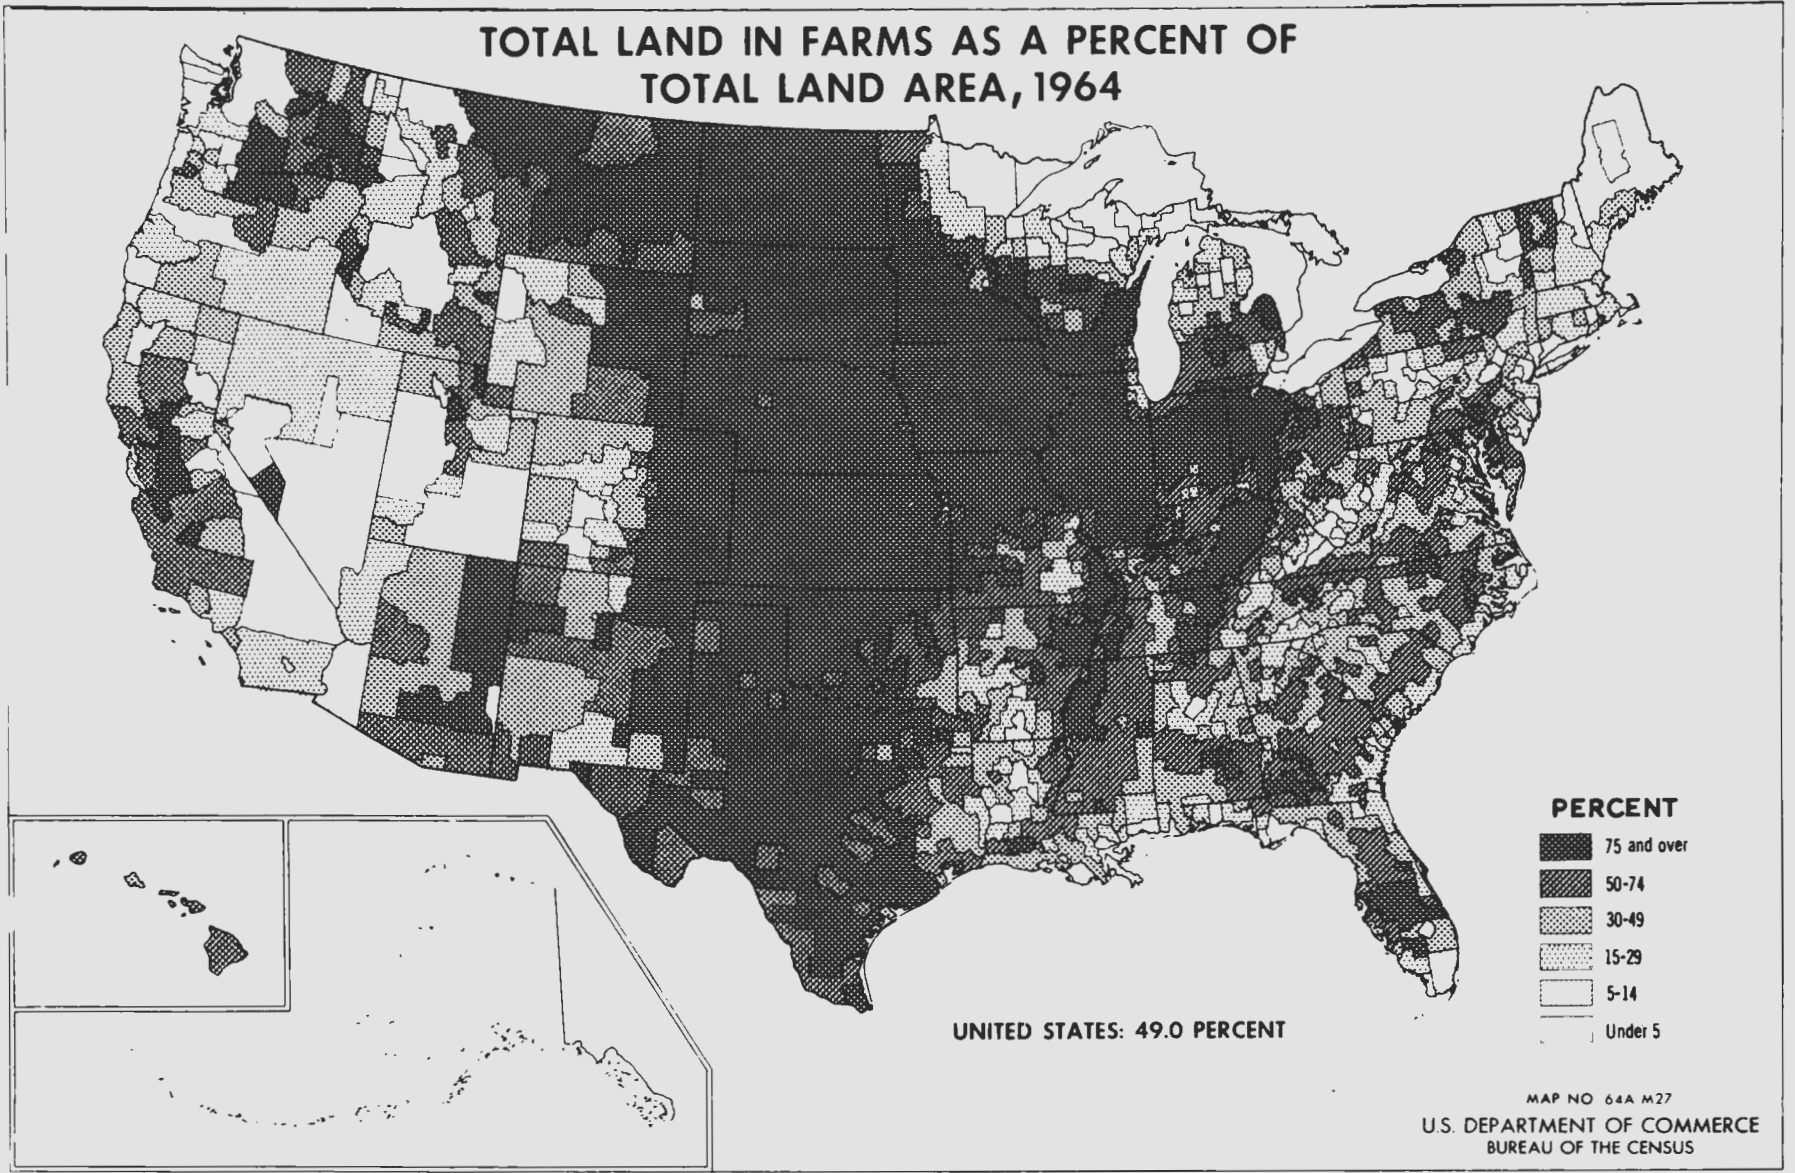 TOTAL LAND IN FARMS AS A PERCENT OF
TOTAL LAND AREA, 1964
PERCENT
75 and over
50-74
30-49
15-29
5-14
Under 5
UNITED STATES: 49.0 PERCENT
MAP NO 64A M27
U.S. DEPARTMENT OF COMMERCE
BUREAU OF THE CENSUS